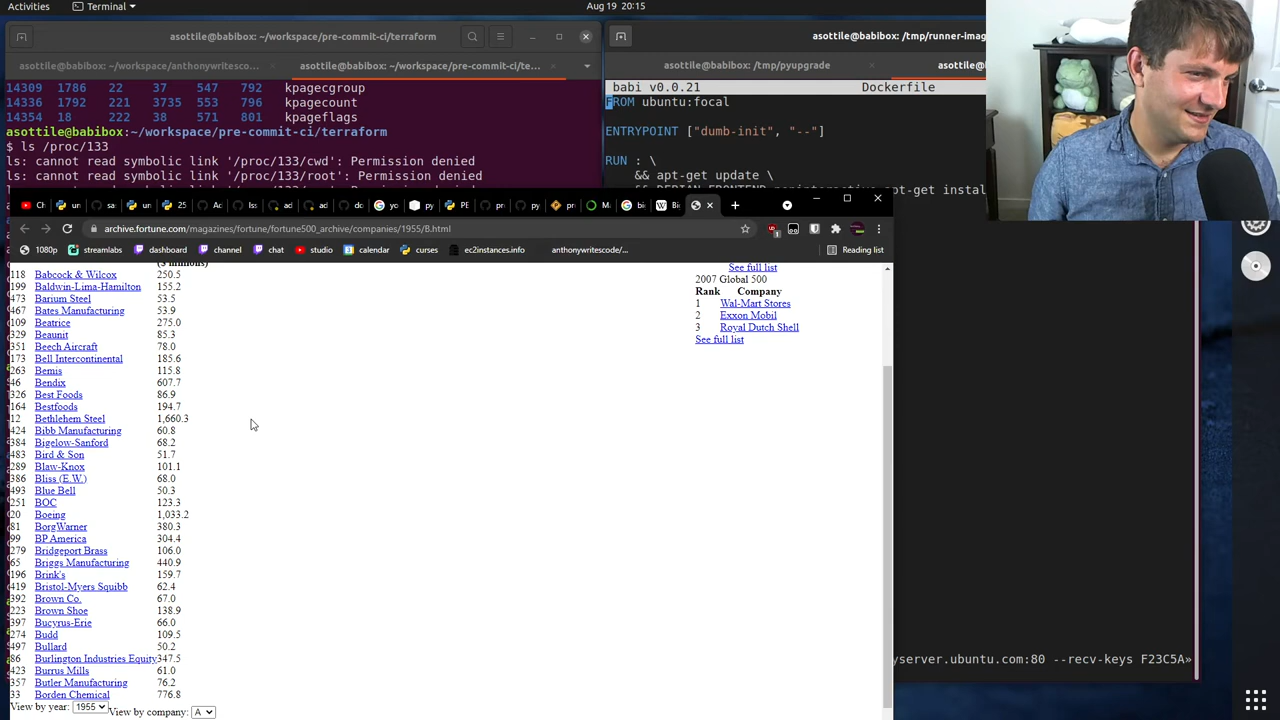 Activities
Terminal
Aug 19 20:15
asottile@babibox: ~/workspace/pre-commit-ci/terraform
asottile@babibox: /tmp/runner-imag
asottile@babibox: ~/workspace/anthonywritesco...
asottile@babibox: ~/workspace/pre-commit-ci/te...
asottile@babibox: /tmp/pyupgrade
asottile@b
14309 1786 22 37 547 792 kpagecgroup
14336 1792 221 3735 553 796 kpagecount
14354 18 222 38 571 801 kpageflags
asottile@babibox:~/workspace/pre-commit-ci/terraform
$ ls /proc/133
ls: cannot read symbolic link '/proc/133/cwd': Permission denied
ls: cannot read symbolic link '/proc/133/root': Permission denied
babi v0.0.21 Dockerfile
FROM ubuntu:focal
ENTRYPOINT ["dumb-init", "--"]
RUN : \
&& apt-get update \
archive.fortune.com/magazines/fortune/fortune500_archive/companies/1955/B.html
1080p streamlabs dashboard channel chat studio calendar curses ec2instances.info anthonywritescode/... Reading list
($ millions)
118 Babcock & Wilcox 250.5
199 Baldwin-Lima-Hamilton 155.2
473 Barium Steel 53.5
467 Bates Manufacturing 53.9
109 Beatrice 275.0
329 Beaunit 85.3
373 Beech Aircraft 78.0
173 Bell Intercontinental 185.6
263 Bemis 115.8
46 Bendix 607.7
326 Best Foods 86.9
164 Bestfoods 194.7
12 Bethlehem Steel 1,660.3
424 Bibb Manufacturing 60.8
384 Bigelow-Sanford 68.2
483 Bird & Son 51.7
289 Blaw-Knox 101.1
386 Bliss (E.W.) 68.0
493 Blue Bell 50.3
251 BOC 123.3
20 Boeing 1,033.2
81 BorgWarner 380.3
99 BP America 304.4
279 Bridgeport Brass 106.0
65 Briggs Manufacturing 440.9
196 Brink's 159.7
419 Bristol-Myers Squibb 62.4
392 Brown Co. 67.0
223 Brown Shoe 138.9
397 Bucyrus-Erie 66.0
274 Budd 109.5
497 Bullard 50.2
86 Burlington Industries Equity 347.5
423 Burrus Mills 61.0
357 Butler Manufacturing 76.2
33 Borden Chemical 776.8
View by year: 1955 View by company: A
See full list
2007 Global 500
Rank Company
1 Wal-Mart Stores
2 Exxon Mobil
3 Royal Dutch Shell
See full list
yserver.ubuntu.com:80 --recv-keys F23C5A»